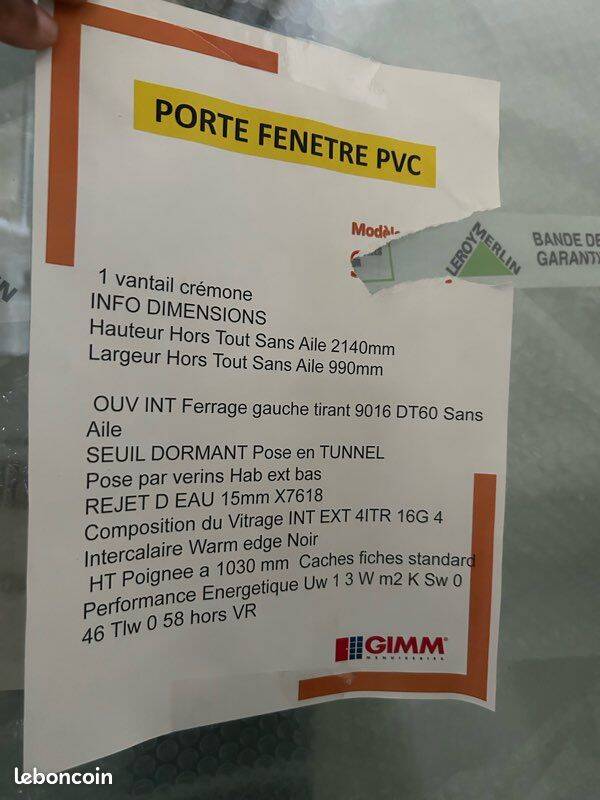 PORTE FENETRE PVC
Modèle
LEROY MERLIN
BANDE DE
GARANTI
1 vantail crémone
INFO DIMENSIONS
Hauteur Hors Tout Sans Aile 2140mm
Largeur Hors Tout Sans Aile 990mm
OUV INT Ferrage gauche tirant 9016 DT60 Sans
Aile
SEUIL DORMANT Pose en TUNNEL
Pose par verins Hab ext bas
REJET D EAU 15mm X7618
Composition du Vitrage INT EXT 4ITR 16G 4
Intercalaire Warm edge Noir
HT Poignee a 1030 mm Caches fiches standard
Performance Energetique Uw 1 3 W m2 K Sw 0
46 Tlw 0 58 hors VR
GIMM
MENUISERIES
leboncoin